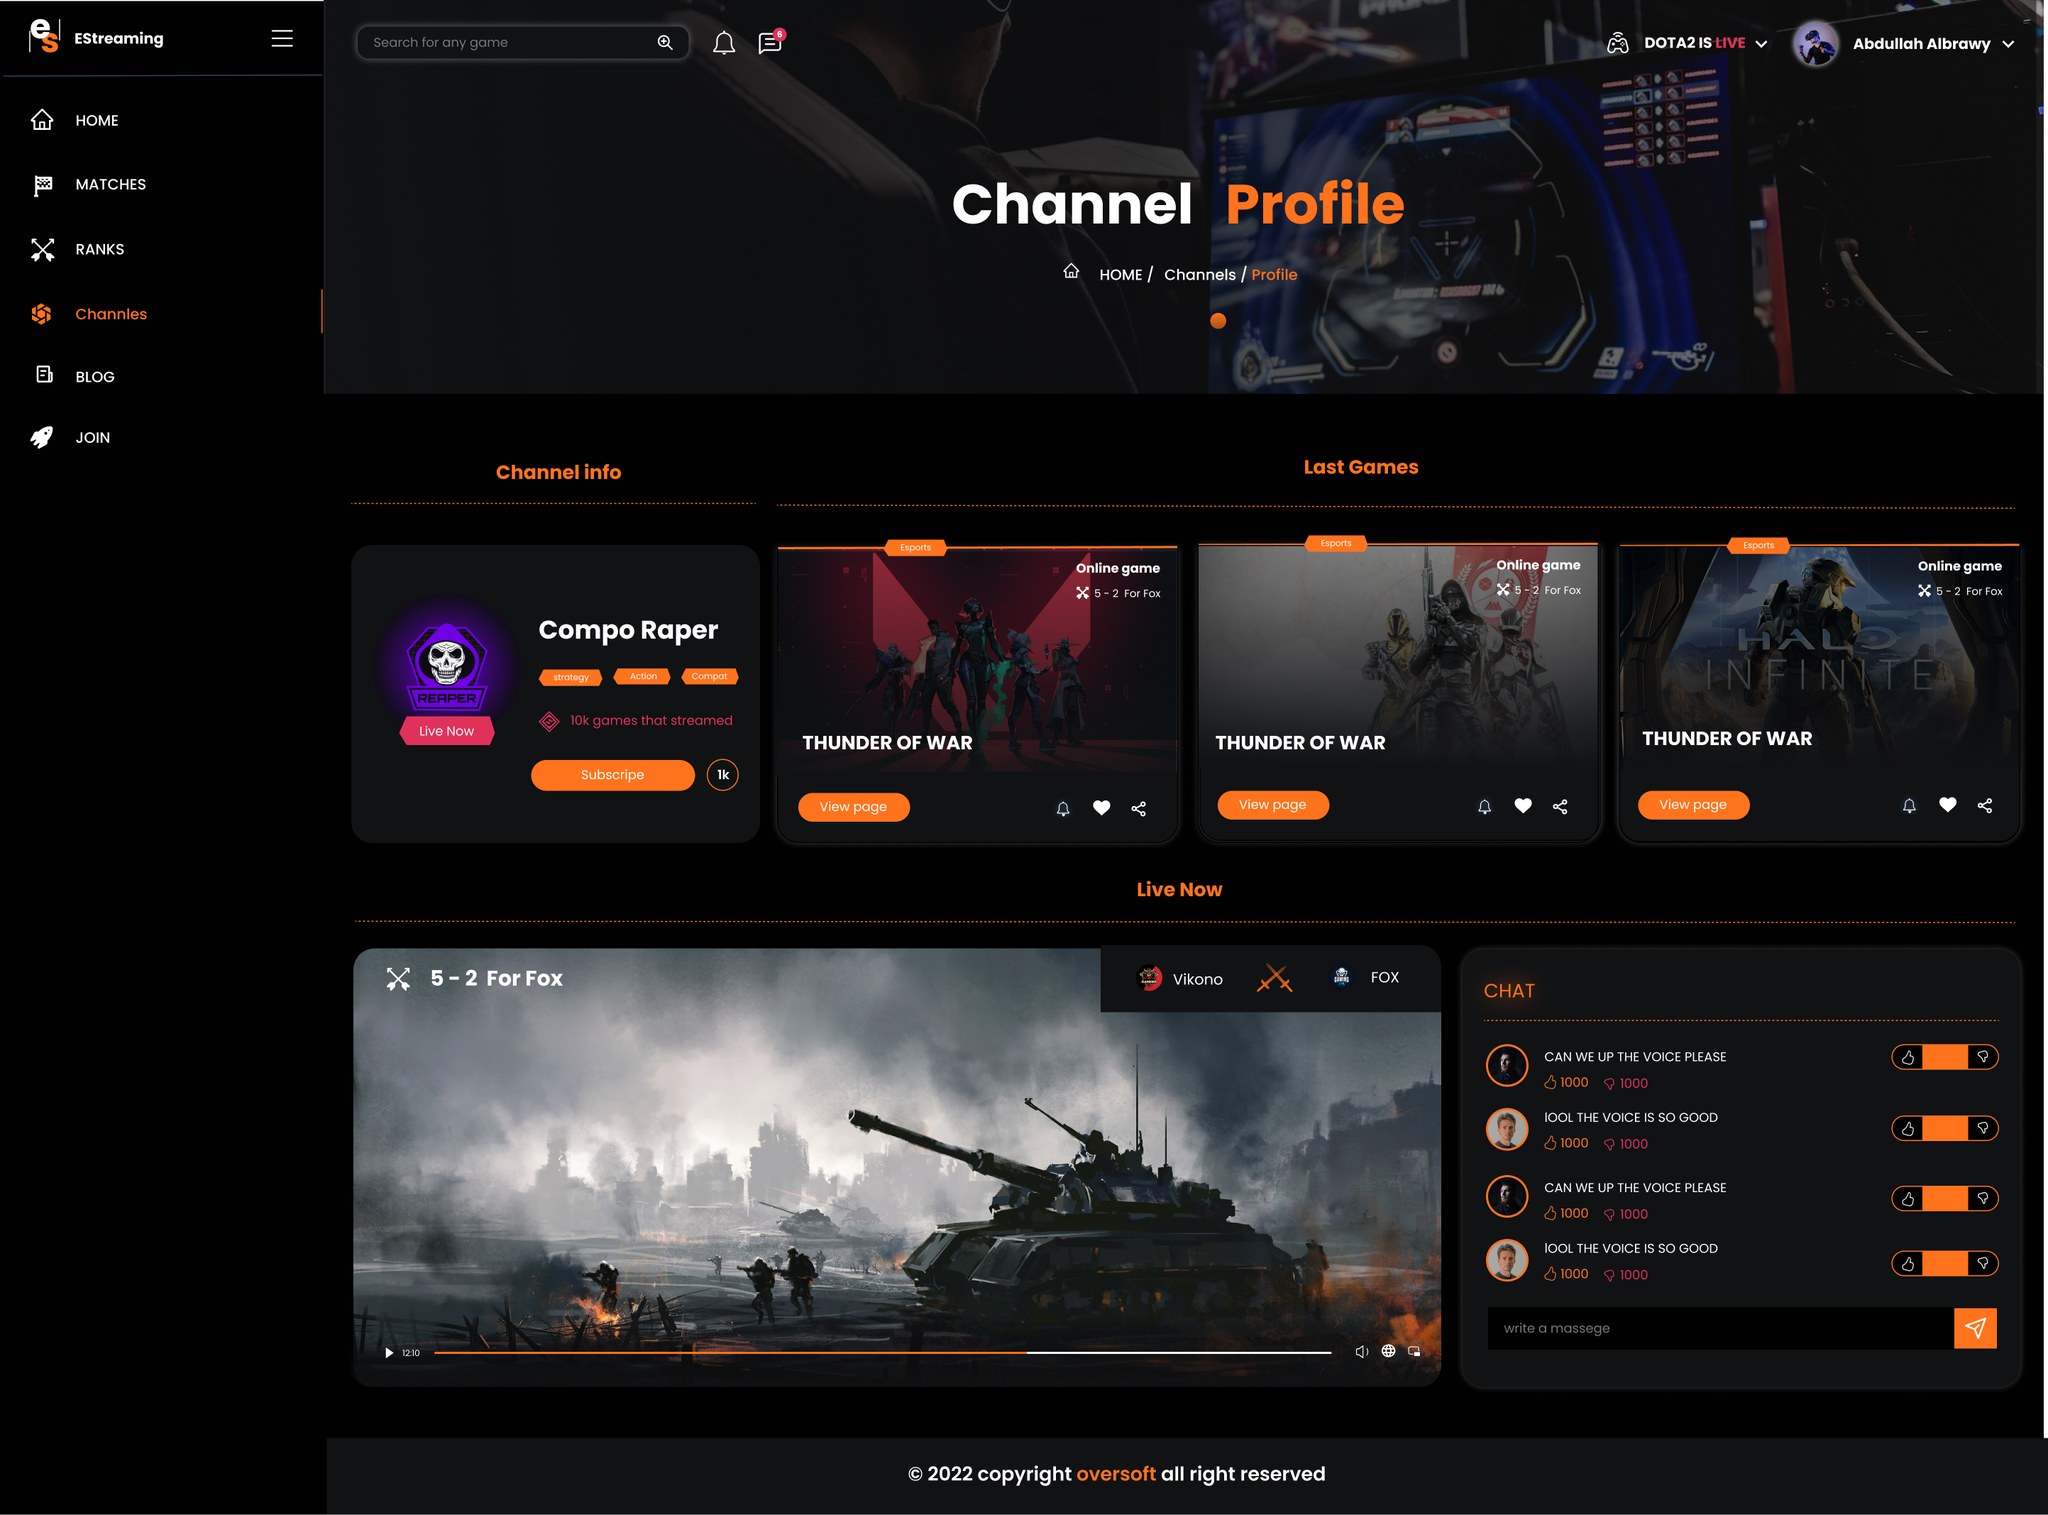 es EStreaming
Search for any game
6
DOTA2 IS LIVE
Abdullah Albrawy
HOME
MATCHES
RANKS
Channles
BLOG
JOIN
Channel Profile
HOME / Channels / Profile
Channel info
Last Games
REAPER
Live Now
Compo Raper
strategy Action Compat
10k games that streamed
Subscripe 1k
Esports
Online game
5 - 2 For Fox
THUNDER OF WAR
View page
Esports
Online game
5 - 2 For Fox
THUNDER OF WAR
View page
Esports
Online game
5 - 2 For Fox
HALO
INFINITE
THUNDER OF WAR
View page
Live Now
5 - 2 For Fox
Vikono
FOX
12:10
CHAT
CAN WE UP THE VOICE PLEASE
1000 1000
lOOL THE VOICE IS SO GOOD
1000 1000
CAN WE UP THE VOICE PLEASE
1000 1000
lOOL THE VOICE IS SO GOOD
1000 1000
write a massege
© 2022 copyright oversoft all right reserved